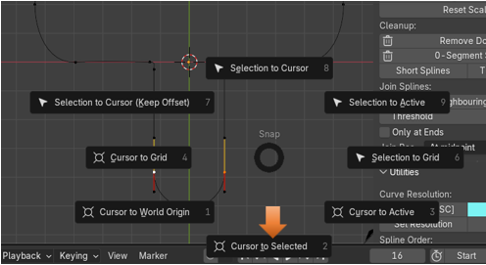 Reset Scal
Cleanup:
Remove Do
0-Segment
Short Splines
Join Splines:
ghbouring
Threshold
Only at Ends
At midpoint
Utilities
Curve Resolution:
SC]
Set Resolution
Spline Order:
Selection to Cursor 8
Selection to Cursor (Keep Offset) 7
Selection to Active 9
Snap
Cursor to Grid 4
Selection to Grid 6
Cursor to World Origin 1
Cursor to Active 3
Cursor to Selected 2
Playback Keying View Marker 16 Start